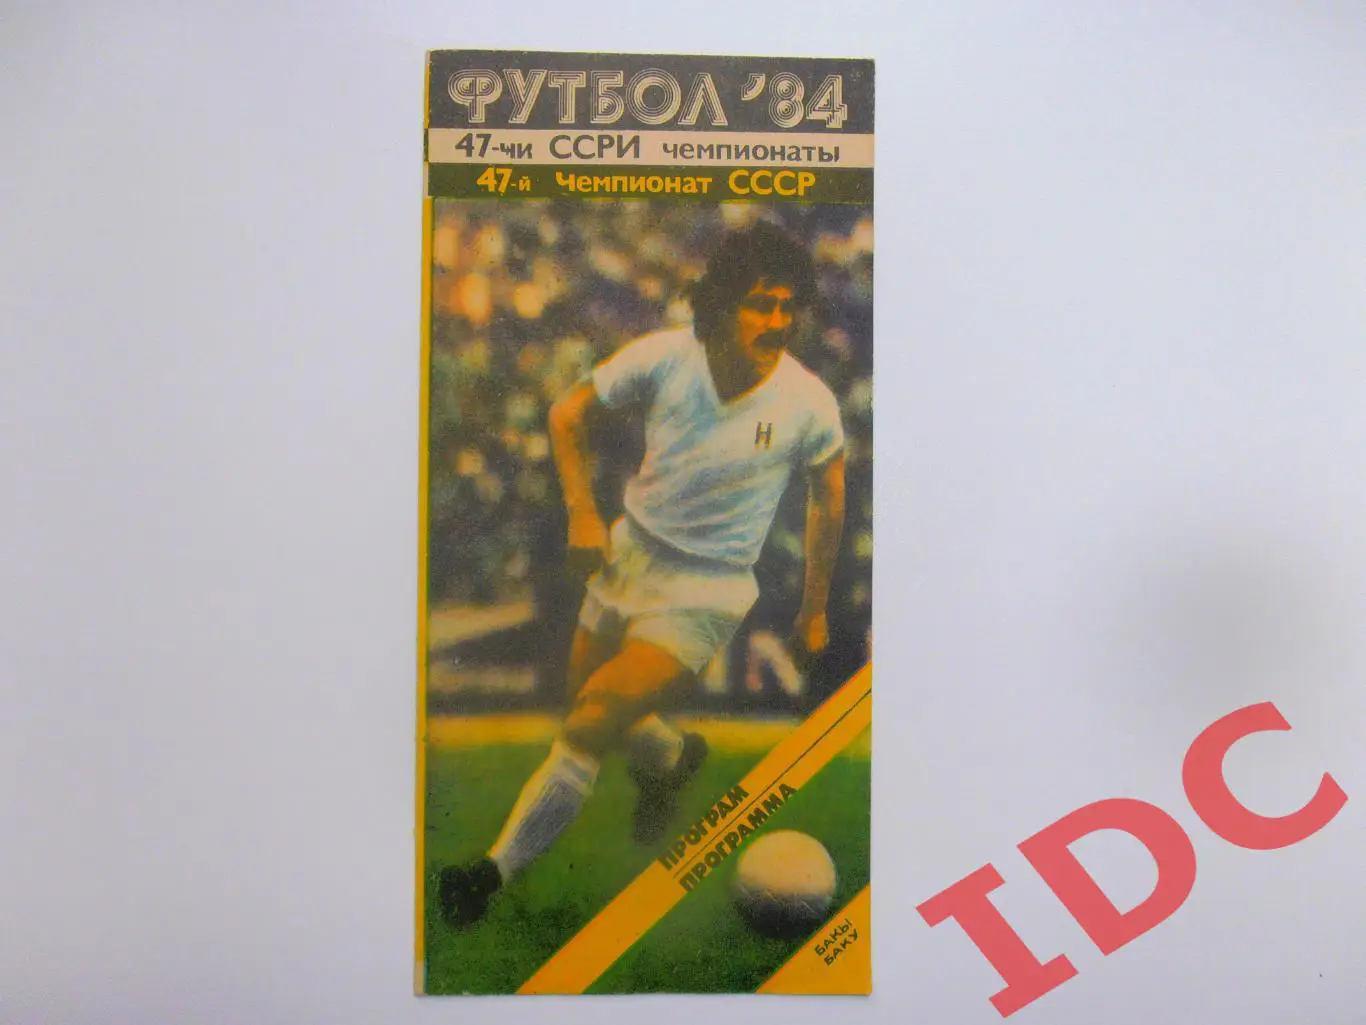 ФУТБОЛ '84
47-чи ССРИ чемпионаты
47-й Чемпионат СССР
Н
ПРОГРАМ
ПРОГРАММА
БАКЫ
БАКУ
IDC